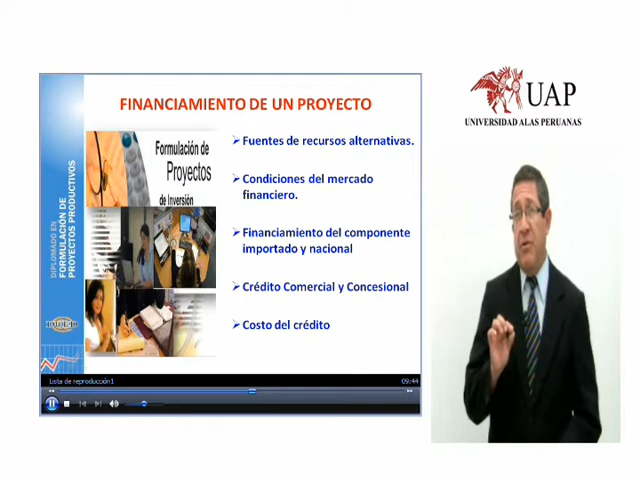 FINANCIAMIENTO DE UN PROYECTO
Formulación de
Proyectos
de Inversión
Fuentes de recursos alternativas.
Condiciones del mercado
financiero.
Financiamiento del componente
importado y nacional
Crédito Comercial y Concesional
Costo del crédito
DIPLOMADO EN
FORMULACIÓN DE
PROYECTOS PRODUCTIVOS
Lista de reproducción1
09:44
UAP
UNIVERSIDAD ALAS PERUANAS